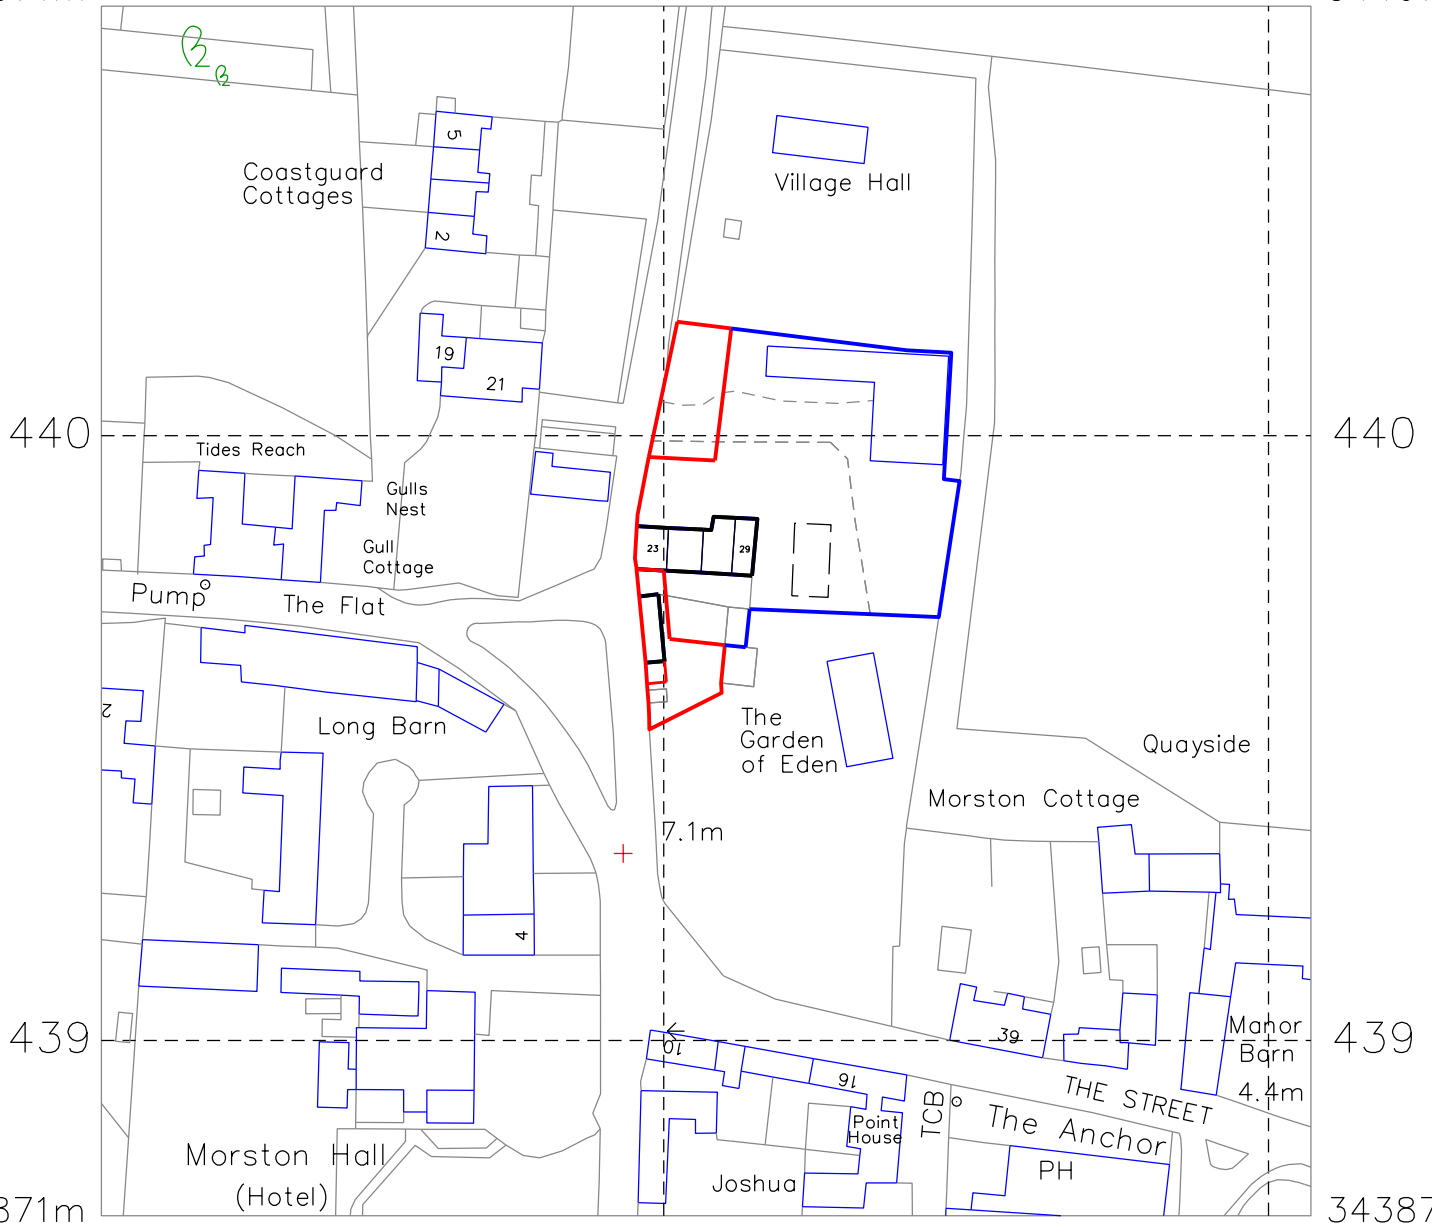 5
Coastguard
Cottages
Village Hall
2
19
21
440
440
Tides Reach
Gulls
Nest
23
29
Gull
Cottage
Pump
The Flat
2
Long Barn
The
Garden
of Eden
Quayside
Morston Cottage
7.1m
4
439
10
39
Manor
Barn
439
16
THE STREET
4.4m
TCB
Point
House
The Anchor
PH
Morston Hall
(Hotel)
Joshua
371m
34387